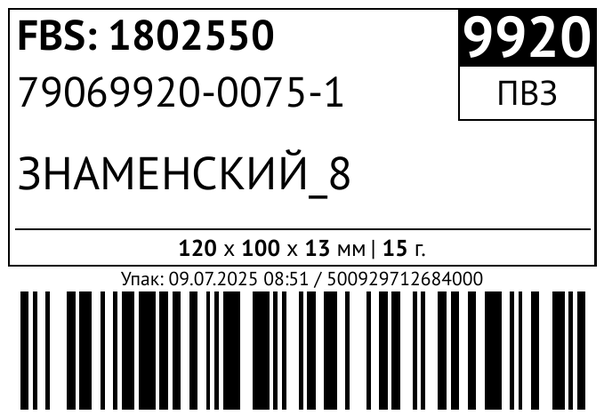 FBS: 1802550
9920
79069920-0075-1
ПВЗ
ЗНАМЕНСКИЙ_8
120 x 100 x 13 мм | 15 г.
Упак: 09.07.2025 08:51 / 500929712684000